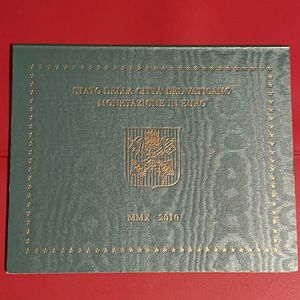 STATO DELLA CITTÀ DEL VATICANO
MONETAZIONE IN EURO
MMX · 2010